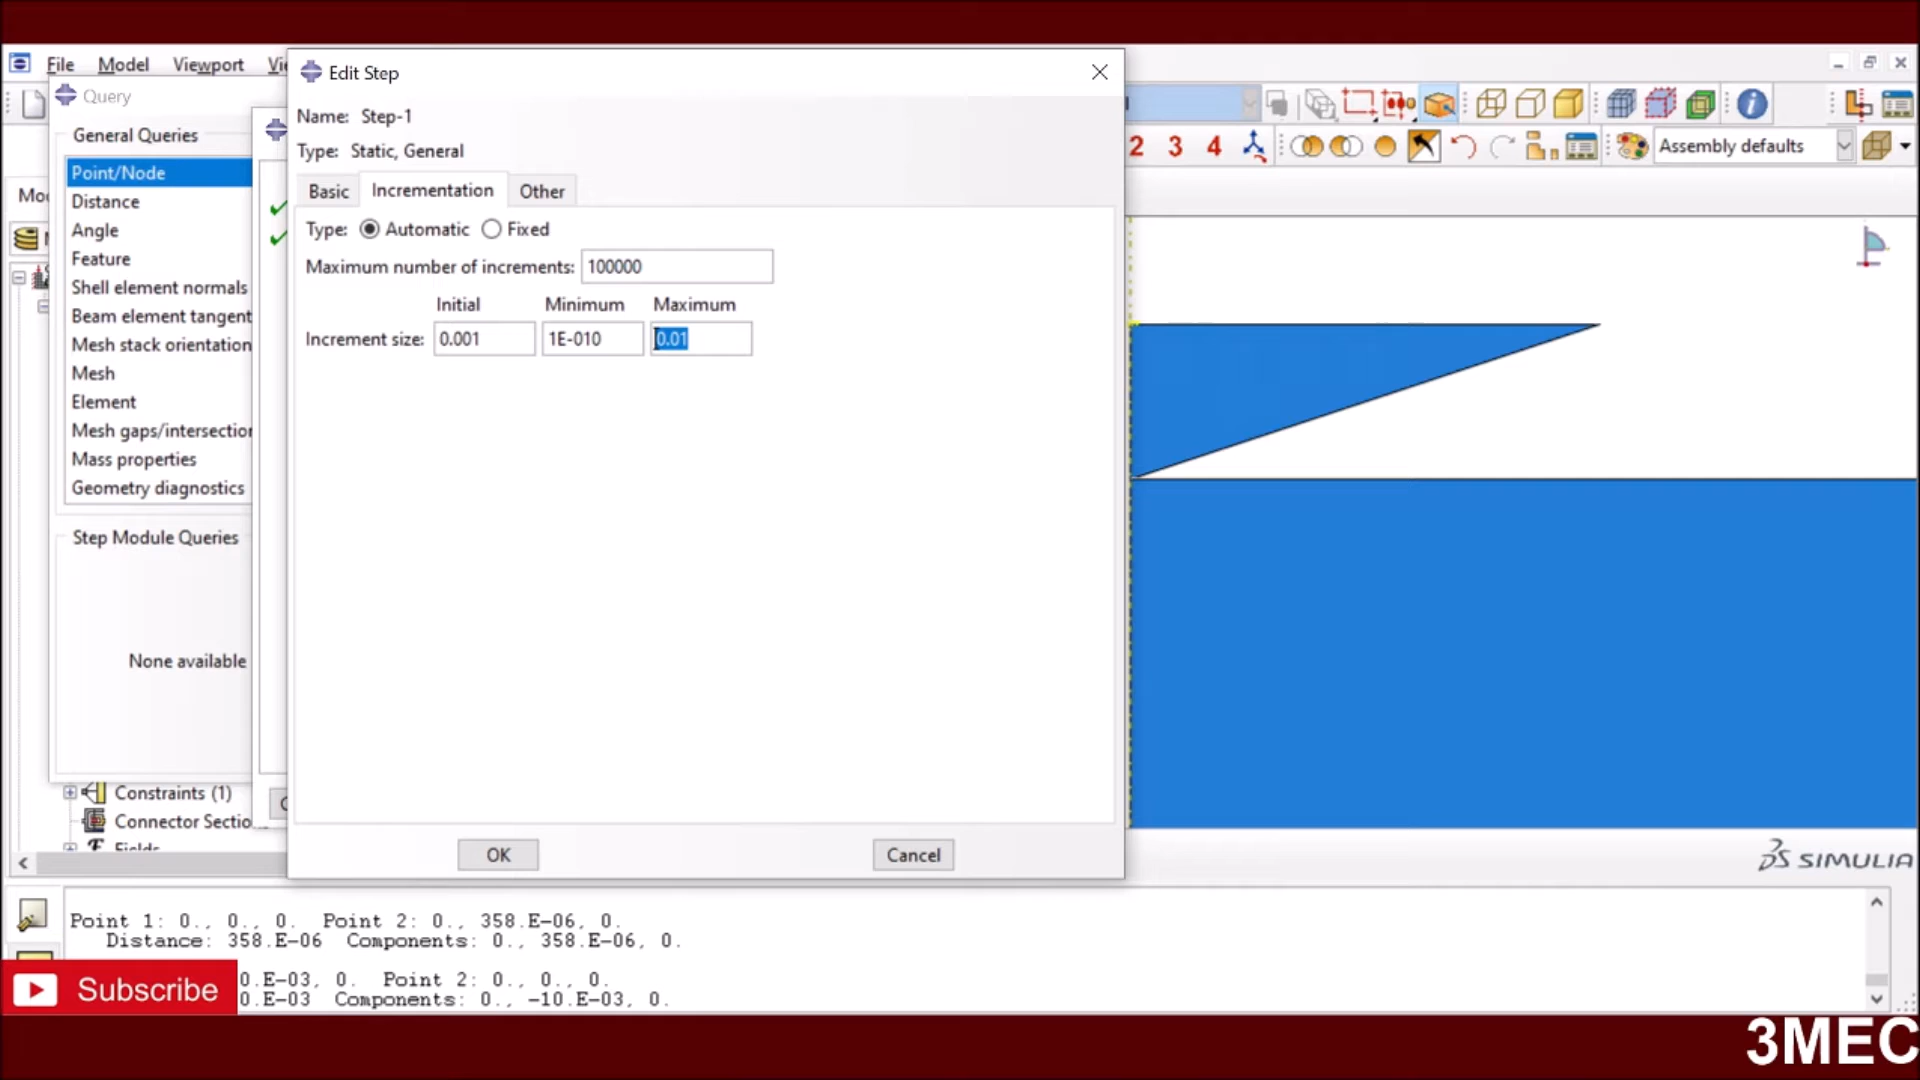 File Model Viewport
Query
General Queries
Point/Node
Distance
Angle
Feature
Shell element normals
Beam element tangent
Mesh stack orientation
Mesh
Element
Mesh gaps/intersection
Mass properties
Geometry diagnostics
Step Module Queries
None available
Constraints (1)
Connector Sectio
Edit Step
Name: Step-1
Type: Static, General
Basic Incrementation Other
Type: Automatic Fixed
Maximum number of increments: 100000
Initial Minimum Maximum
Increment size: 0.001 1E-010 0.01
OK Cancel
2 3 4
Assembly defaults
SIMULIA
Point 1: 0., 0., 0. Point 2: 0., 358.E-06, 0.
Distance: 358.E-06 Components: 0., 358.E-06, 0.
0.E-03, 0. Point 2: 0., 0., 0.
0.E-03 Components: 0., -10.E-03, 0.
Subscribe
3MEC